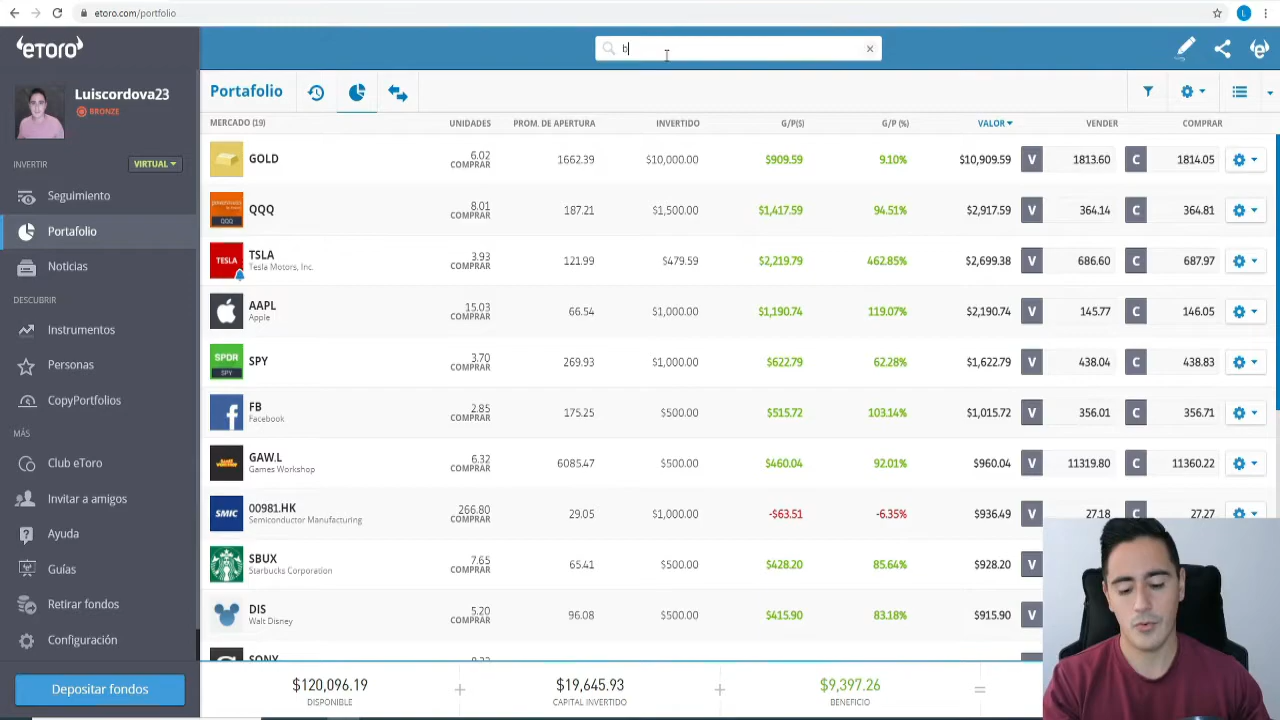 etoro.com/portfolio
L
eToro
b
Luiscordova23
BRONZE
INVERTIR
VIRTUAL
Seguimiento
Portafolio
Noticias
DESCUBRIR
Instrumentos
Personas
CopyPortfolios
MÁS
Club eToro
Invitar a amigos
Ayuda
Guías
Retirar fondos
Configuración
Depositar fondos
Portafolio
MERCADO (19) UNIDADES PROM. DE APERTURA INVERTIDO G/P($) G/P (%) VALOR VENDER COMPRAR
GOLD 6.02 COMPRAR 1662.39 $10,000.00 $909.59 9.10% $10,909.59 V 1813.60 C 1814.05
QQQ QQQ 8.01 COMPRAR 187.21 $1,500.00 $1,417.59 94.51% $2,917.59 V 364.14 C 364.81
TESLA TSLA Tesla Motors, Inc. 3.93 COMPRAR 121.99 $479.59 $2,219.79 462.85% $2,699.38 V 686.60 C 687.97
AAPL Apple 15.03 COMPRAR 66.54 $1,000.00 $1,190.74 119.07% $2,190.74 V 145.77 C 146.05
SPDR SPY SPY 3.70 COMPRAR 269.93 $1,000.00 $622.79 62.28% $1,622.79 V 438.04 C 438.83
FB Facebook 2.85 COMPRAR 175.25 $500.00 $515.72 103.14% $1,015.72 V 356.01 C 356.71
GAW.L Games Workshop 6.32 COMPRAR 6085.47 $500.00 $460.04 92.01% $960.04 V 11319.80 C 11360.22
SMIC 00981.HK Semiconductor Manufacturing 266.80 COMPRAR 29.05 $1,000.00 -$63.51 -6.35% $936.49 V 27.18 C 27.27
SBUX Starbucks Corporation 7.65 COMPRAR 65.41 $500.00 $428.20 85.64% $928.20 V
DIS Walt Disney 5.20 COMPRAR 96.08 $500.00 $415.90 83.18% $915.90 V
SONY
$120,096.19 + $19,645.93 + $9,397.26 =
DISPONIBLE CAPITAL INVERTIDO BENEFICIO